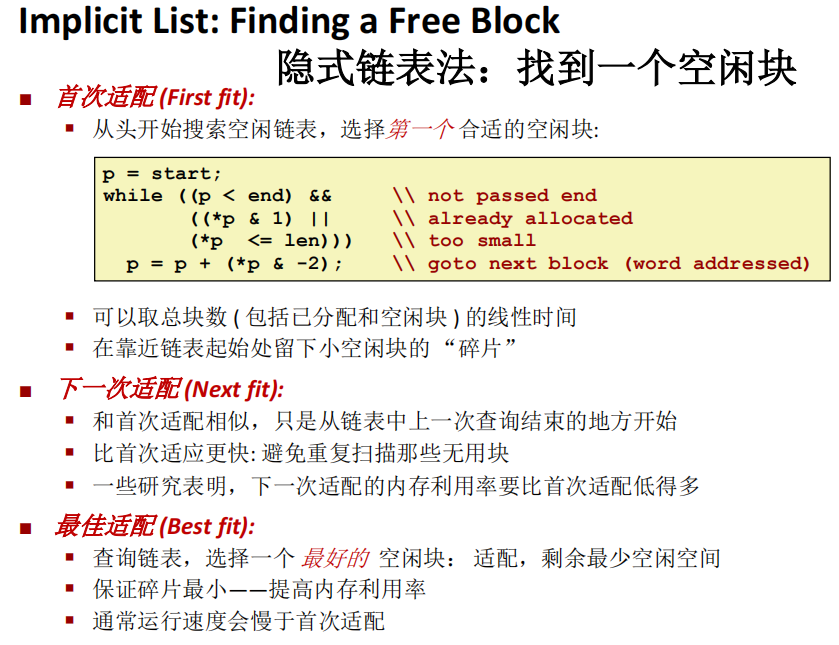 Implicit List: Finding a Free Block
隐式链表法：找到一个空闲块
■ 首次适配 (First fit):
▪ 从头开始搜索空闲链表，选择第一个 合适的空闲块:
p = start;
while ((p < end) && \\ not passed end
((*p & 1) || \\ already allocated
(*p <= len))) \\ too small
p = p + (*p & -2); \\ goto next block (word addressed)
▪ 可以取总块数 ( 包括已分配和空闲块 ) 的线性时间
▪ 在靠近链表起始处留下小空闲块的 “碎片”
■ 下一次适配 (Next fit):
▪ 和首次适配相似，只是从链表中上一次查询结束的地方开始
▪ 比首次适应更快: 避免重复扫描那些无用块
▪ 一些研究表明，下一次适配的内存利用率要比首次适配低得多
■ 最佳适配 (Best fit):
▪ 查询链表，选择一个 最好的 空闲块： 适配，剩余最少空闲空间
▪ 保证碎片最小——提高内存利用率
▪ 通常运行速度会慢于首次适配